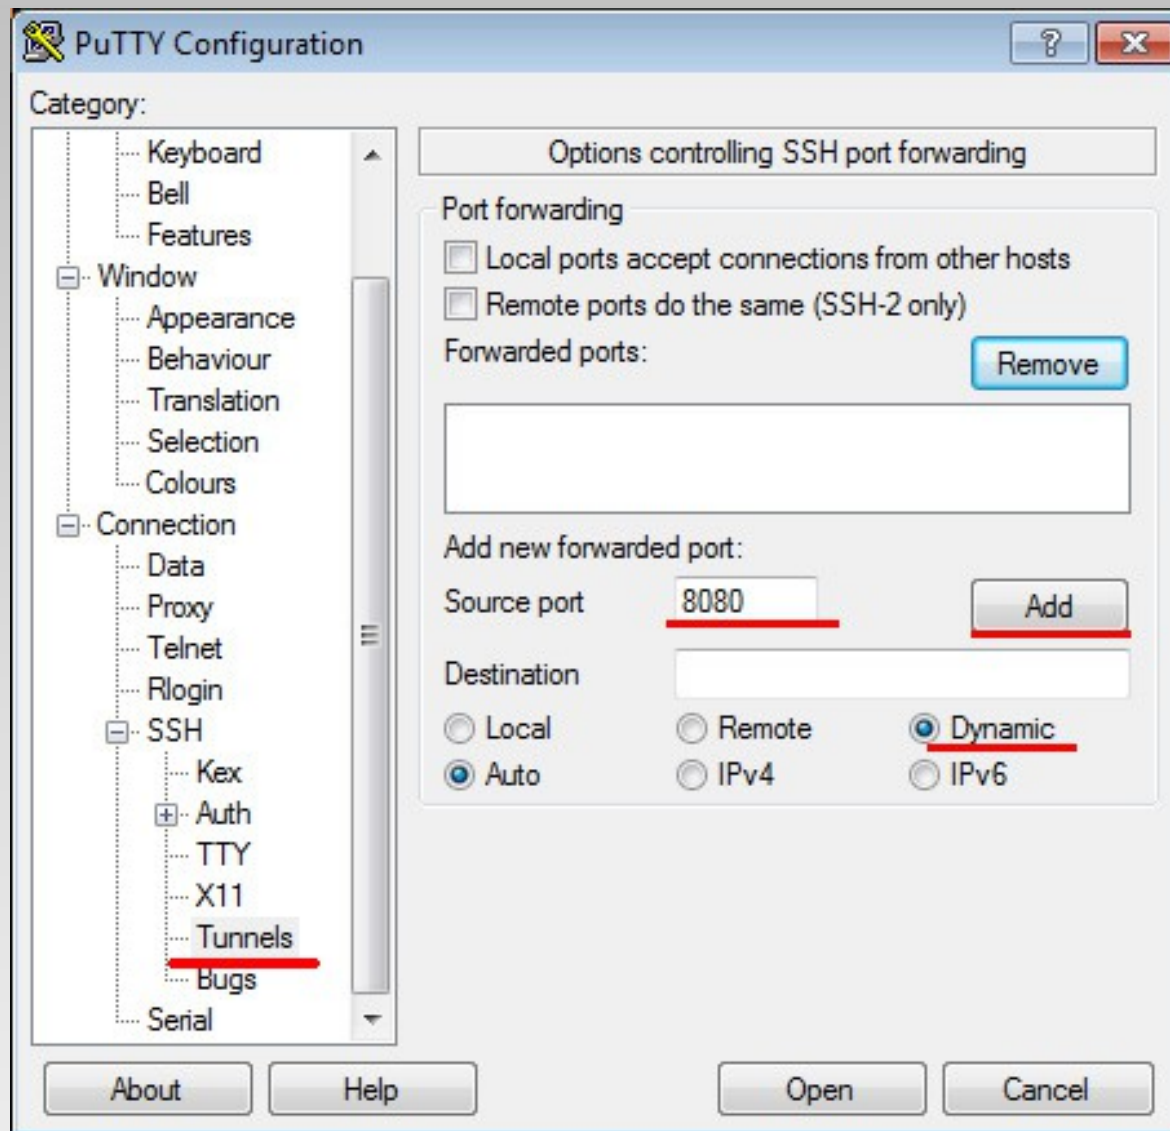 PuTTY Configuration
Category:
Keyboard
Bell
Features
Window
Appearance
Behaviour
Translation
Selection
Colours
Connection
Data
Proxy
Telnet
Rlogin
SSH
Kex
Auth
TTY
X11
Tunnels
Bugs
Serial
Options controlling SSH port forwarding
Port forwarding
Local ports accept connections from other hosts
Remote ports do the same (SSH-2 only)
Forwarded ports: Remove
Add new forwarded port:
Source port 8080 Add
Destination
Local Remote Dynamic
Auto IPv4 IPv6
About Help Open Cancel